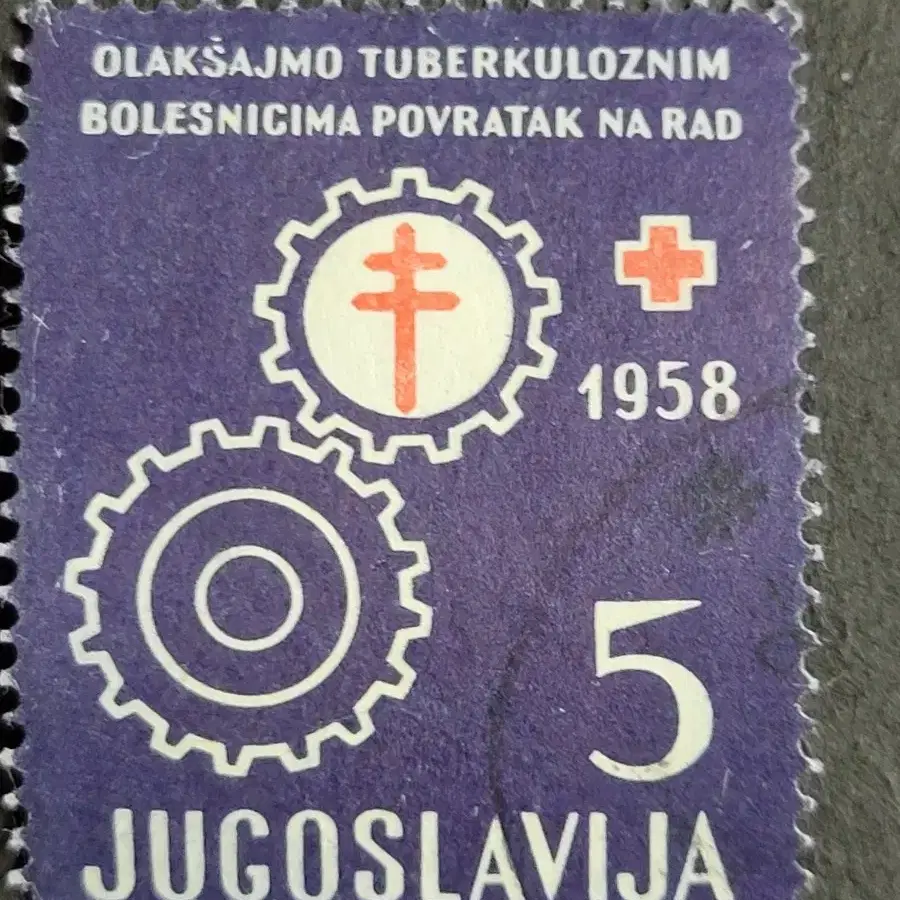 OLAKŠAJMO TUBERKULOZNIM
BOLESNICIMA POVRATAK NA RAD
1958
5
JUGOSLAVIJA